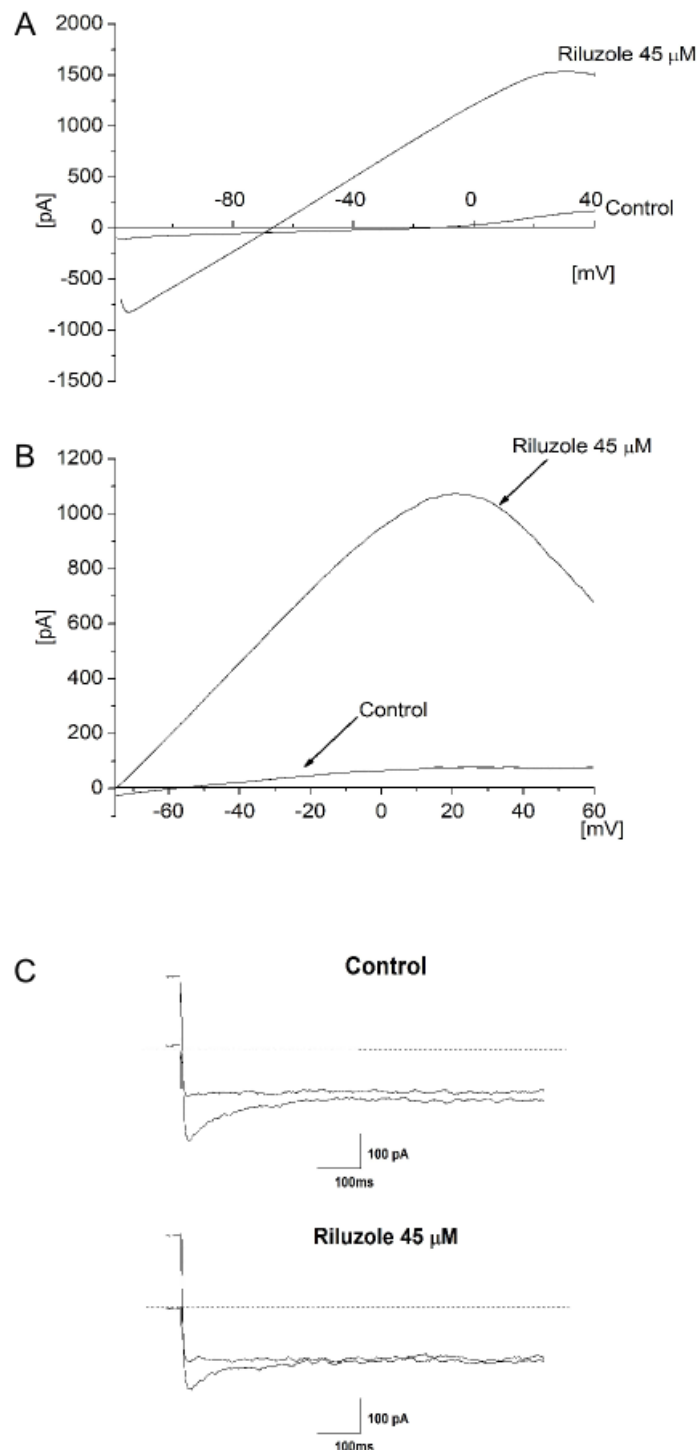 A
2000
Riluzole 45 μM
1500
1000
500
-80 -40 0 40
0
Control
[pA]
[mV]
-500
-1000
-1500
B
1200
Riluzole 45 μM
1000
800
600
[pA]
400
Control
200
0
-60 -40 -20 0 20 40 60
[mV]
C
Control
100 pA
100ms
Riluzole 45 μM
100 pA
100ms